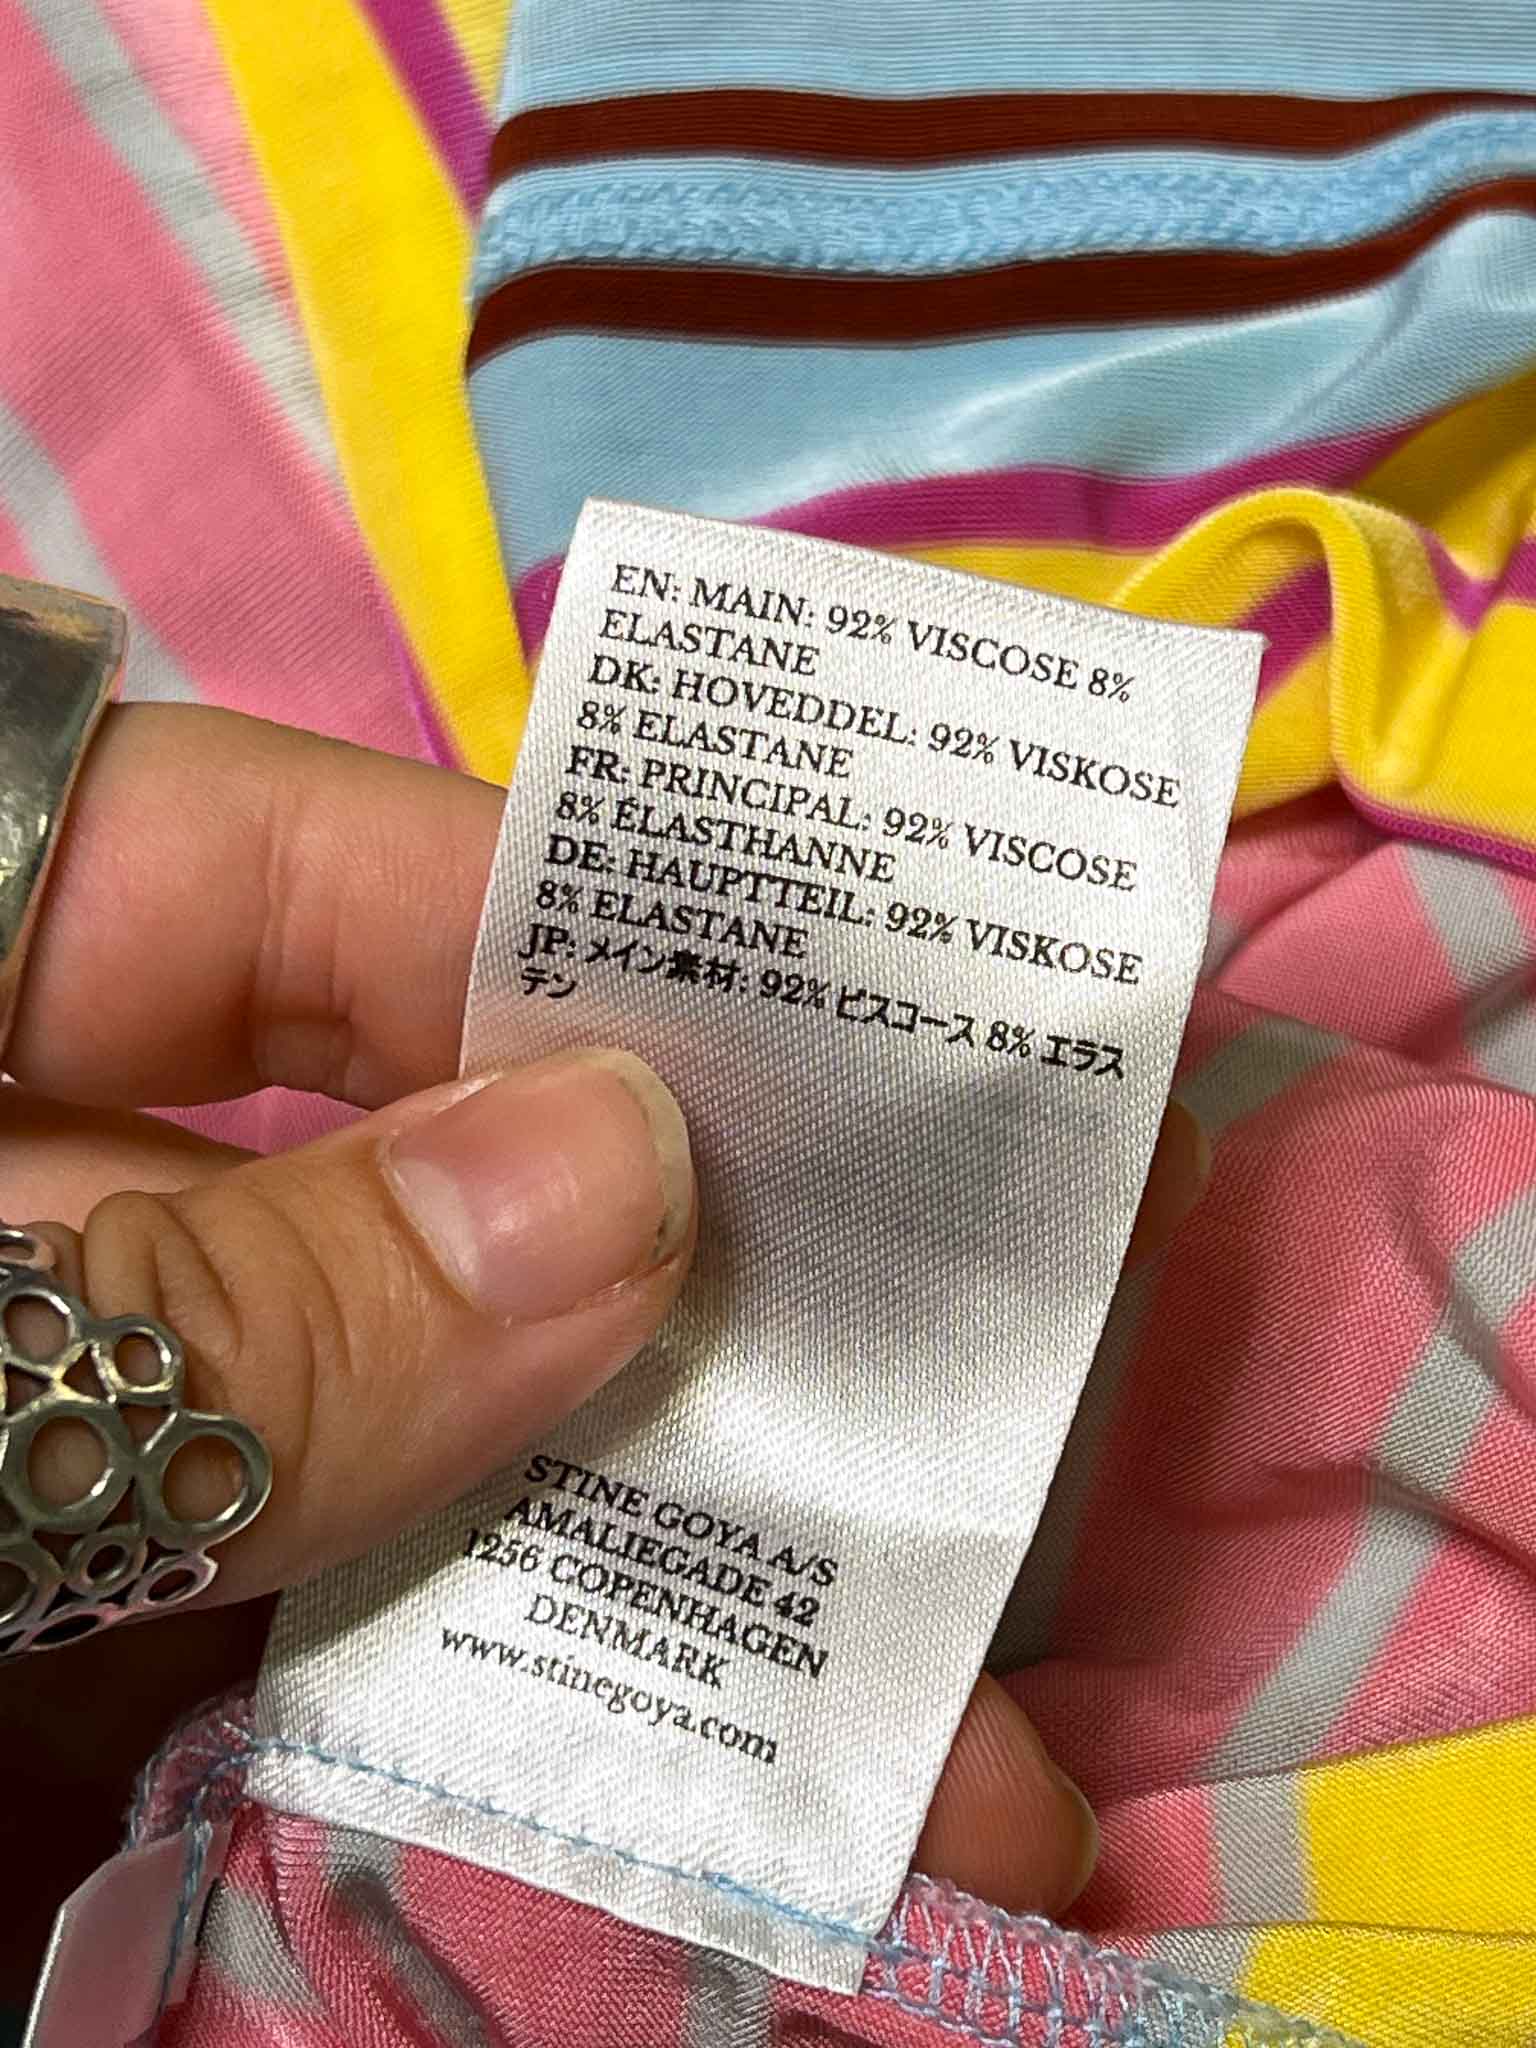 EN: MAIN: 92% VISCOSE 8%
ELASTANE
DK: HOVEDDEL: 92% VISKOSE
8% ELASTANE
FR: PRINCIPAL: 92% VISCOSE
8% ÉLASTHANNE
DE: HAUPTTEIL: 92% VISKOSE
8% ELASTANE
JP: メイン素材: 92% ビスコース 8% エラス
テン
STINE GOYA A/S
AMALIEGADE 42
1256 COPENHAGEN
DENMARK
www.stinegoya.com